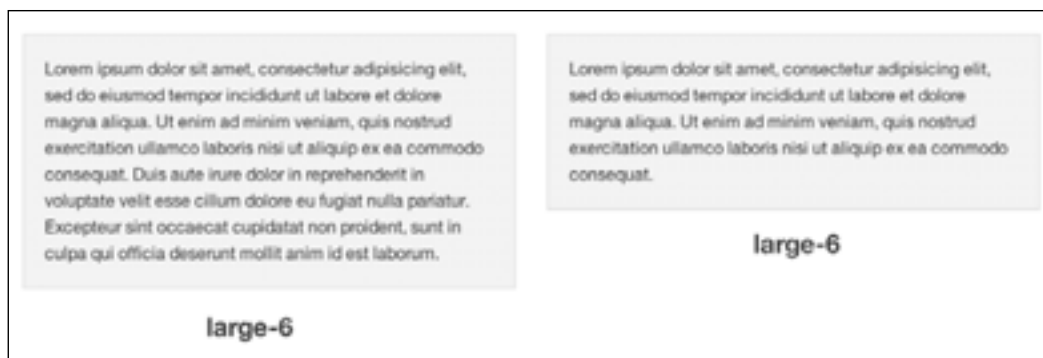 Lorem ipsum dolor sit amet, consectetur adipisicing elit,
sed do eiusmod tempor incididunt ut labore et dolore
magna aliqua. Ut enim ad minim veniam, quis nostrud
exercitation ullamco laboris nisi ut aliquip ex ea commodo
consequat. Duis aute irure dolor in reprehenderit in
voluptate velit esse cillum dolore eu fugiat nulla pariatur.
Excepteur sint occaecat cupidatat non proident, sunt in
culpa qui officia deserunt mollit anim id est laborum.
large-6
Lorem ipsum dolor sit amet, consectetur adipisicing elit,
sed do eiusmod tempor incididunt ut labore et dolore
magna aliqua. Ut enim ad minim veniam, quis nostrud
exercitation ullamco laboris nisi ut aliquip ex ea commodo
consequat.
large-6